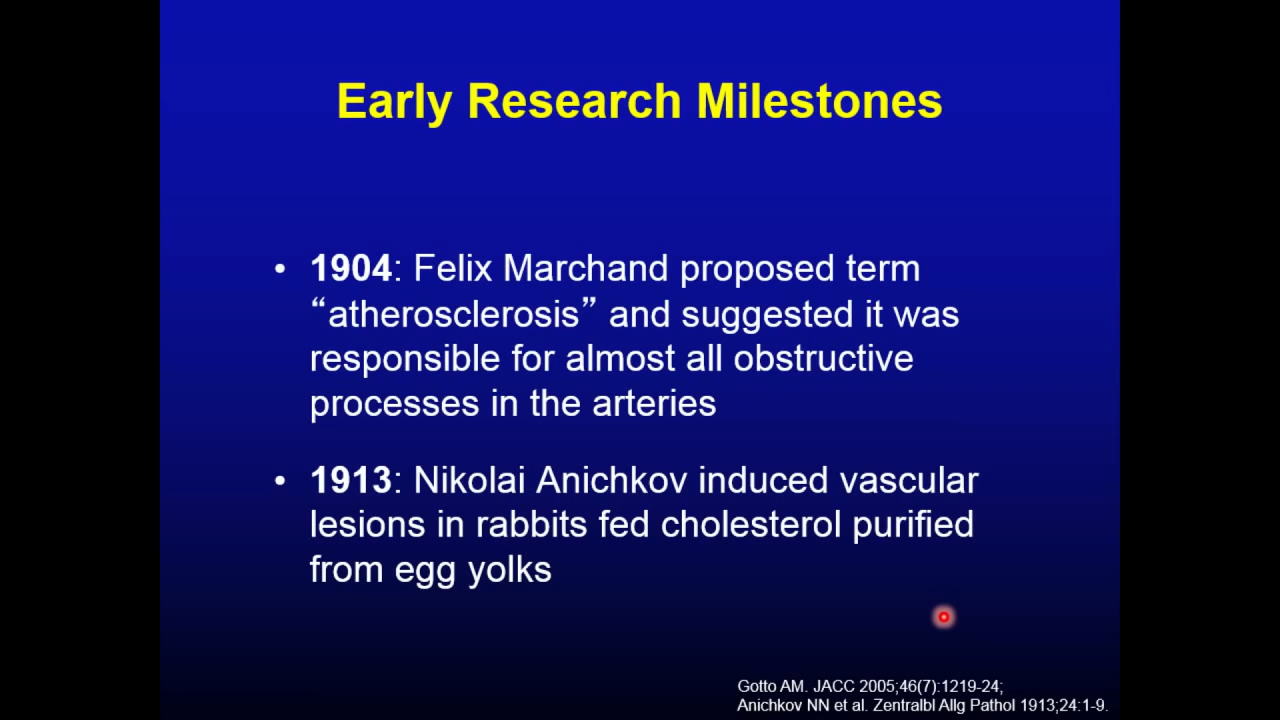 Early Research Milestones
• 1904: Felix Marchand proposed term
“atherosclerosis” and suggested it was
responsible for almost all obstructive
processes in the arteries
• 1913: Nikolai Anichkov induced vascular
lesions in rabbits fed cholesterol purified
from egg yolks
Gotto AM. JACC 2005;46(7):1219-24;
Anichkov NN et al. Zentralbl Allg Pathol 1913;24:1-9.